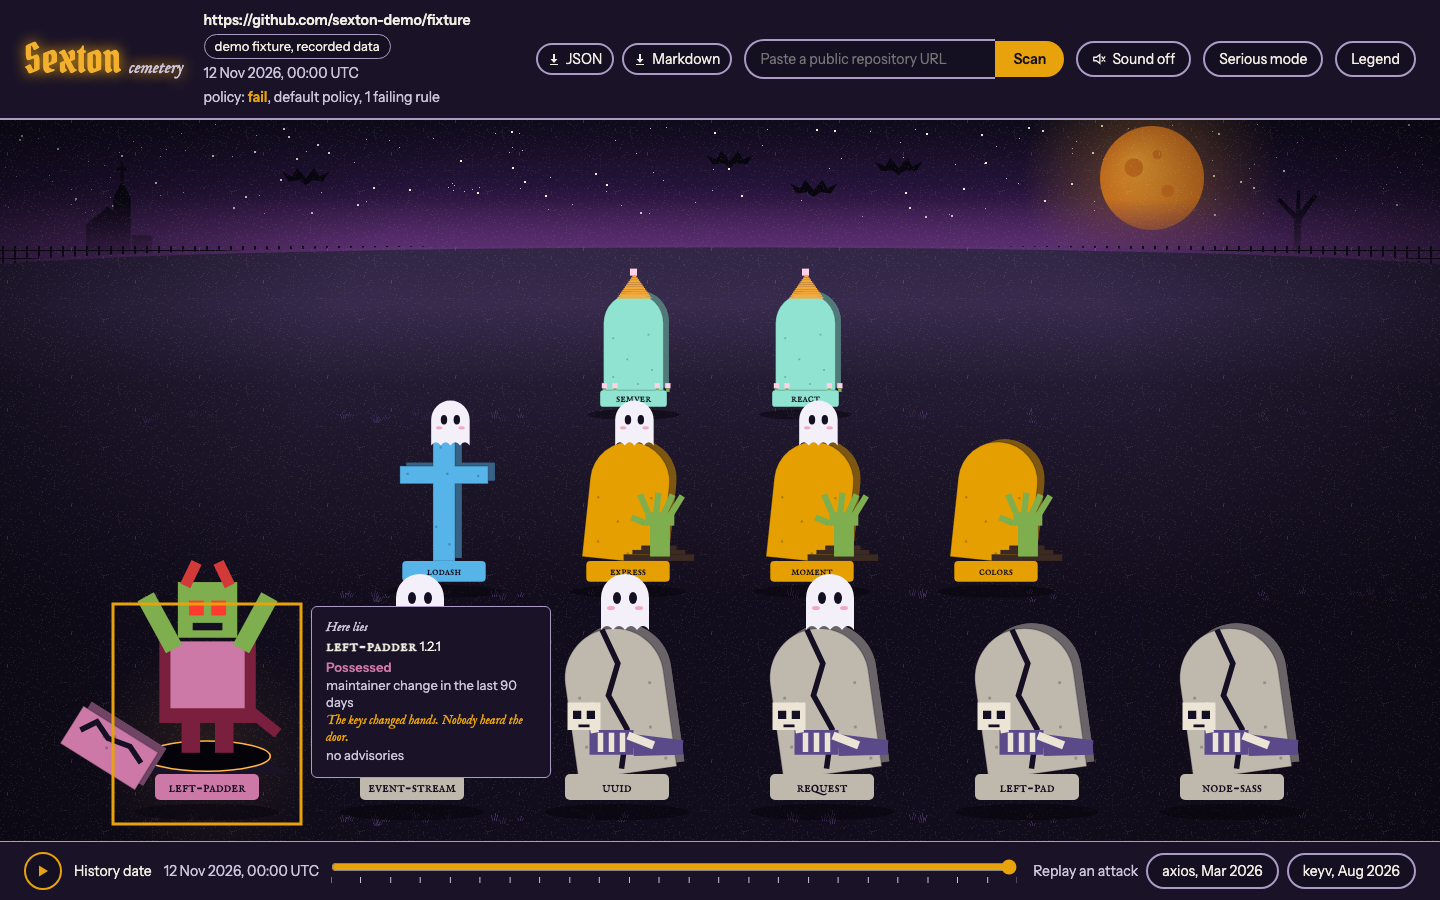 Sexton cemetery
https://github.com/sexton-demo/fixture
demo fixture, recorded data
12 Nov 2026, 00:00 UTC
policy: fail, default policy, 1 failing rule
JSON
Markdown
Paste a public repository URL
Scan
Sound off
Serious mode
Legend
SEMVER
REACT
LODASH
EXPRESS
MOMENT
COLORS
Here lies
LEFT-PADDER 1.2.1
Possessed
maintainer change in the last 90
days
The keys changed hands. Nobody heard the
door.
no advisories
LEFT-PADDER
EVENT-STREAM
UUID
REQUEST
LEFT-PAD
NODE-SASS
History date
12 Nov 2026, 00:00 UTC
Replay an attack
axios, Mar 2026
keyv, Aug 2026